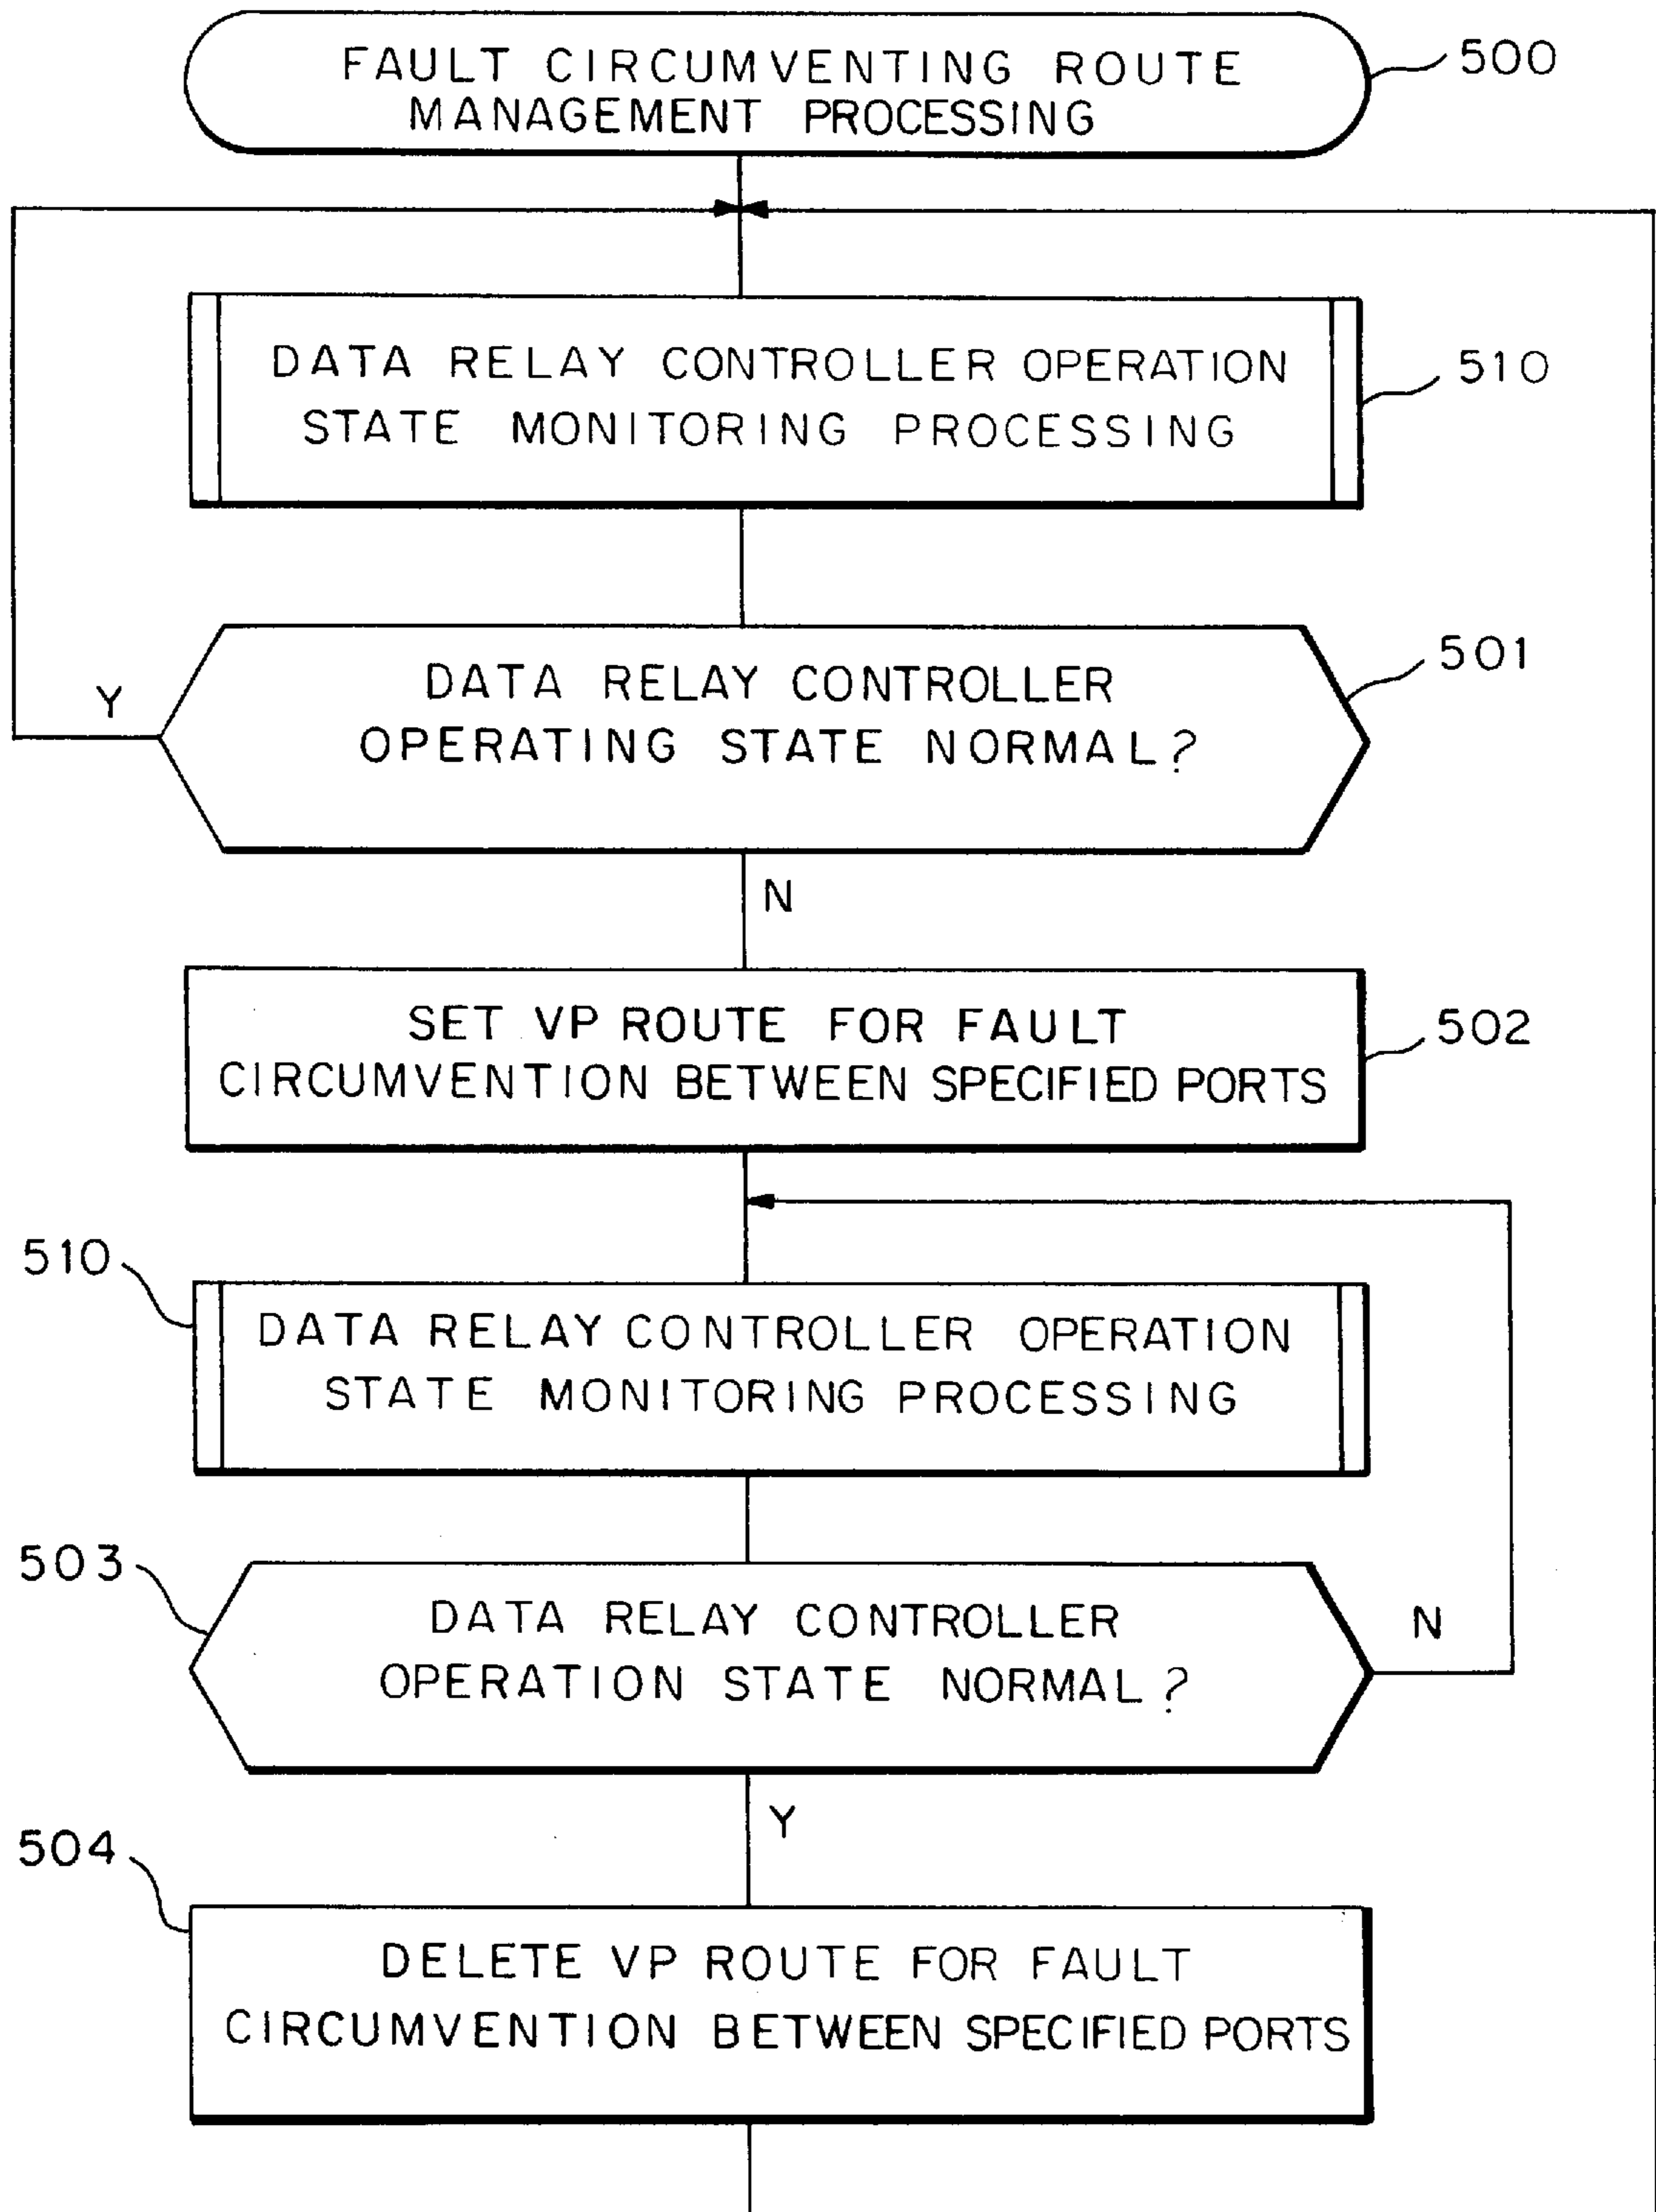 FAULT CIRCUMVENTING ROUTE
MANAGEMENT PROCESSING
500
DATA RELAY CONTROLLER OPERATION
STATE MONITORING PROCESSING
510
DATA RELAY CONTROLLER
OPERATING STATE NORMAL?
501
Y
N
SET VP ROUTE FOR FAULT
CIRCUMVENTION BETWEEN SPECIFIED PORTS
502
510
DATA RELAY CONTROLLER OPERATION
STATE MONITORING PROCESSING
503
DATA RELAY CONTROLLER
OPERATION STATE NORMAL?
N
Y
504
DELETE VP ROUTE FOR FAULT
CIRCUMVENTION BETWEEN SPECIFIED PORTS